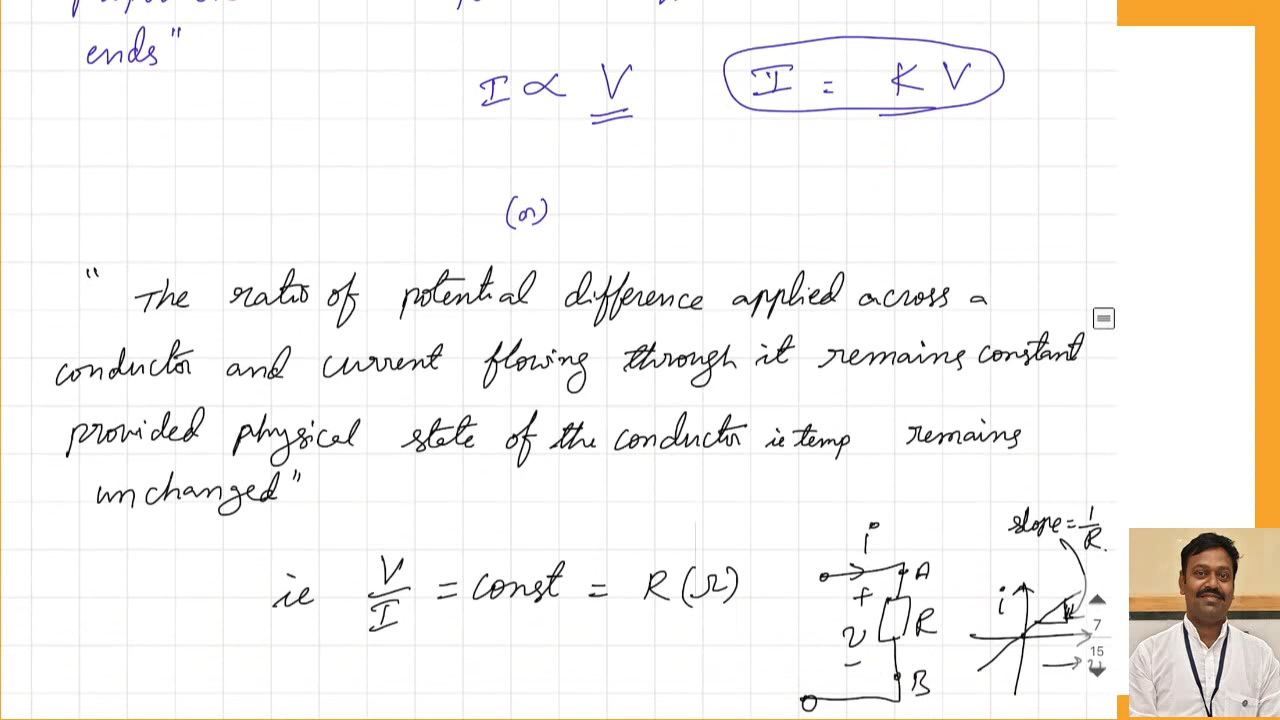 ends"
I ∝ V    I = K V
(or)
" The ratio of potential difference applied across a
conductor and current flowing through it remains constant
provided physical state of the conductor ie temp remains
unchanged"
ie V/I = const = R (Ω)
i
A
+
v
R
-
B
slope = 1/R.
i
7
15